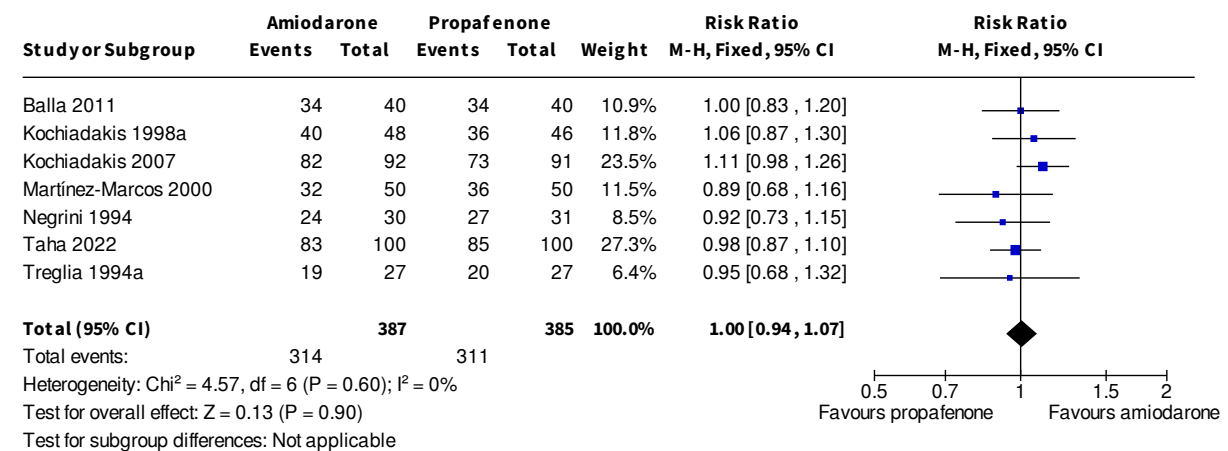 Amiodarone Propafenone Risk Ratio Risk Ratio
Study or Subgroup Events Total Events Total Weight M-H, Fixed, 95% CI M-H, Fixed, 95% CI
Balla 2011 34 40 34 40 10.9% 1.00 [0.83 , 1.20]
Kochiadakis 1998a 40 48 36 46 11.8% 1.06 [0.87 , 1.30]
Kochiadakis 2007 82 92 73 91 23.5% 1.11 [0.98 , 1.26]
Martínez-Marcos 2000 32 50 36 50 11.5% 0.89 [0.68 , 1.16]
Negrini 1994 24 30 27 31 8.5% 0.92 [0.73 , 1.15]
Taha 2022 83 100 85 100 27.3% 0.98 [0.87 , 1.10]
Treglia 1994a 19 27 20 27 6.4% 0.95 [0.68 , 1.32]
Total (95% CI) 387 385 100.0% 1.00 [0.94 , 1.07]
Total events: 314 311
Heterogeneity: Chi² = 4.57, df = 6 (P = 0.60); I² = 0%
Test for overall effect: Z = 0.13 (P = 0.90)
Test for subgroup differences: Not applicable
0.5 0.7 1 1.5 2
Favours propafenone Favours amiodarone